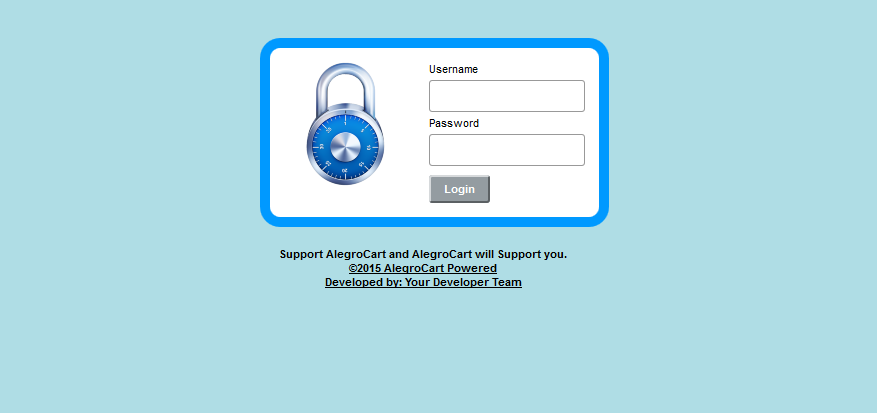 Username
Password
Login
Support AlegroCart and AlegroCart will Support you.
©2015 AlegroCart Powered
Developed by: Your Developer Team